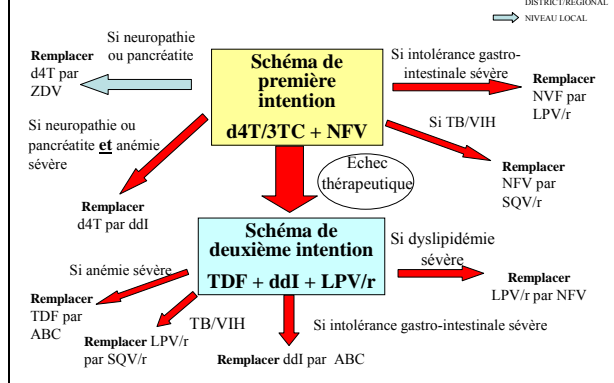 DISTRICT/REGIONAL
NIVEAU LOCAL
Si neuropathie
ou pancréatite
Remplacer
d4T par
ZDV
Schéma de
première
intention
d4T/3TC + NFV
Si intolérance gastro-
intestinale sévère
Remplacer
NVF par
LPV/r
Si neuropathie ou
pancréatite et anémie
sévère
Si TB/VIH
Echec
thérapeutique
Remplacer
NFV par
SQV/r
Remplacer
d4T par ddI
Schéma de
deuxième intention
TDF + ddI + LPV/r
Si dyslipidémie
sévère
Si anémie sévère
Remplacer
TDF par
ABC
Remplacer
LPV/r par NFV
TB/VIH
Si intolérance gastro-intestinale sévère
Remplacer LPV/r
par SQV/r
Remplacer ddI par ABC